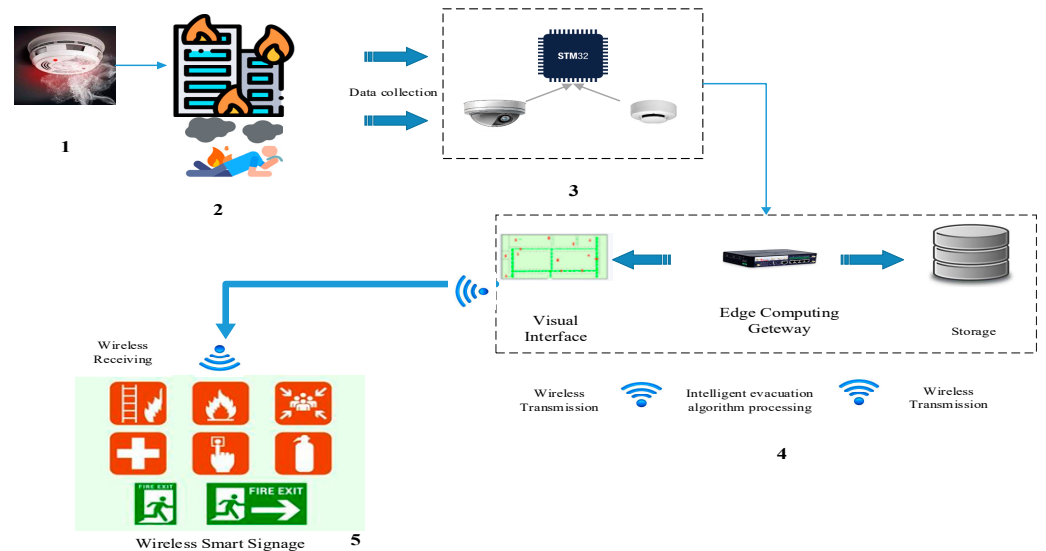 1
2
Data collection
STM32
3
Visual
Interface
Edge Computing
Geteway
Storage
Wireless
Transmission
Intelligent evacuation
algorithm processing
Wireless
Transmission
4
Wireless
Receiving
FIRE EXIT
FIRE EXIT
Wireless Smart Signage
5